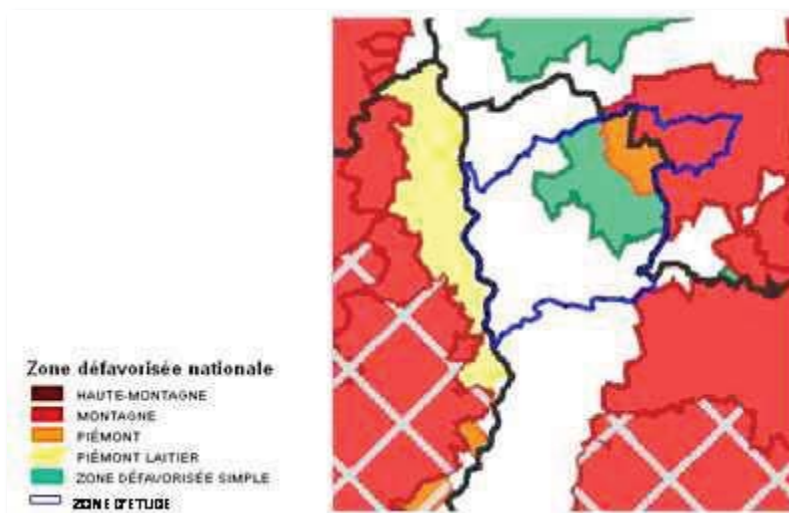 Zone défavorisée nationale
HAUTE-MONTAGNE
MONTAGNE
PIÉMONT
PIÉMONT LAITIER
ZONE DÉFAVORISÉE SIMPLE
ZONE D'ETUDE